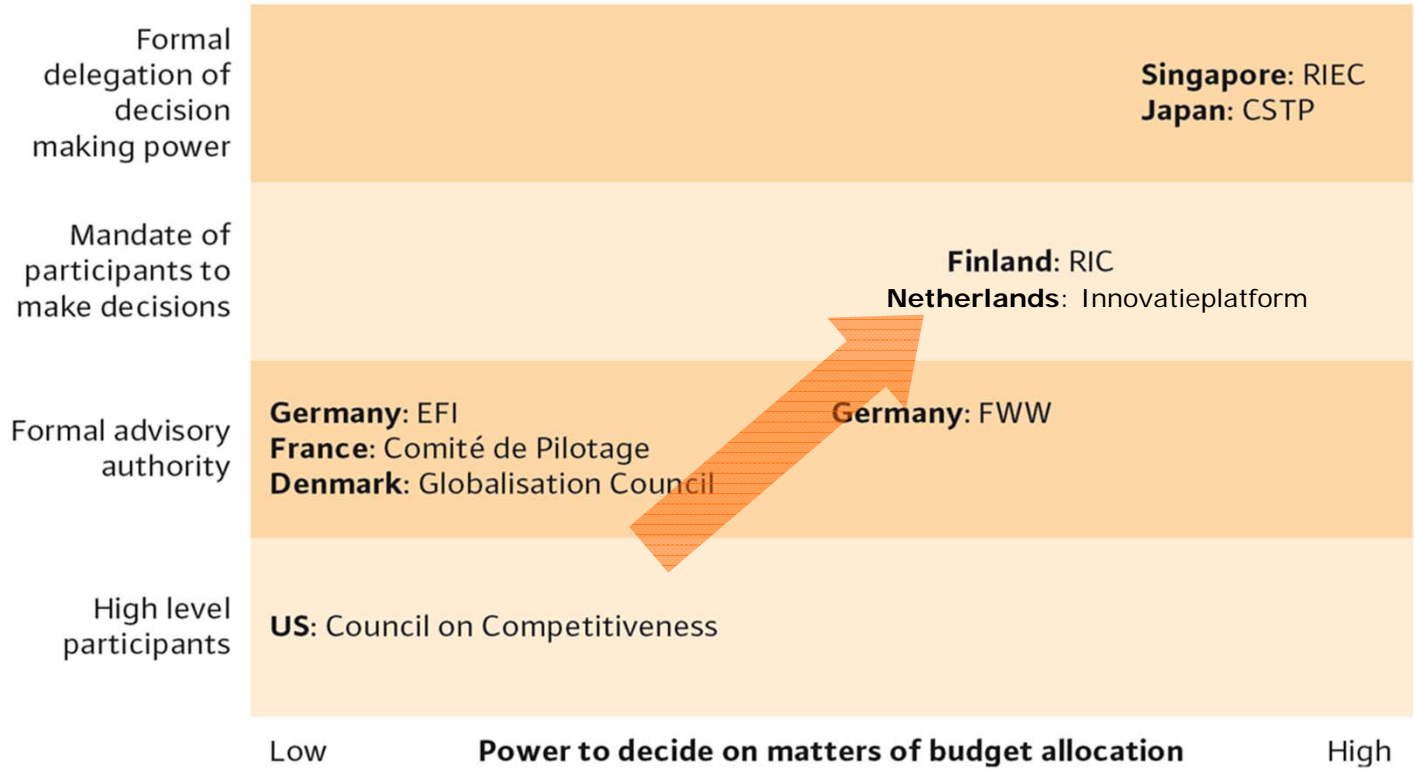 Formal
delegation of
decision
making power
Singapore: RIEC
Japan: CSTP
Mandate of
participants to
make decisions
Finland: RIC
Netherlands: Innovatieplatform
Formal advisory
authority
Germany: EFI
France: Comité de Pilotage
Denmark: Globalisation Council
Germany: FWW
High level
participants
US: Council on Competitiveness
Low Power to decide on matters of budget allocation High